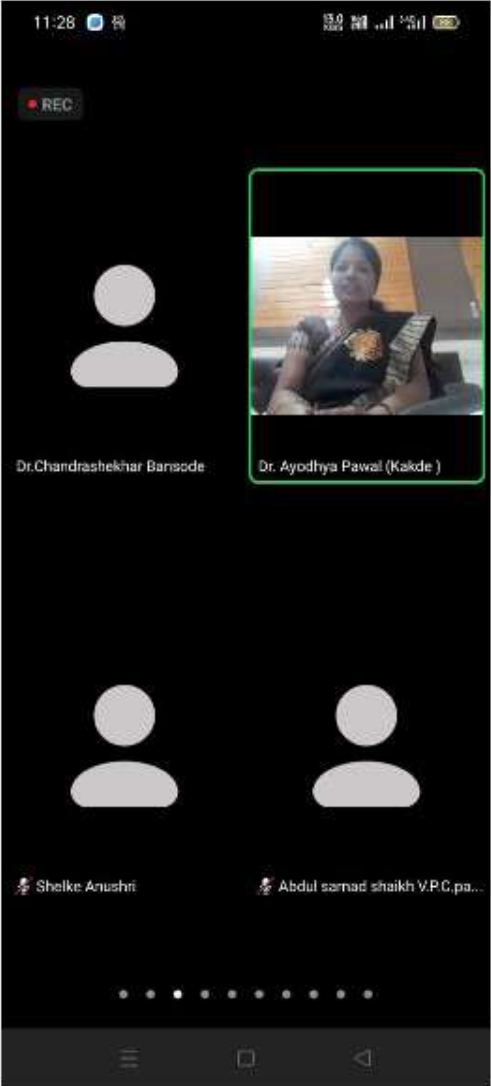 11:28
REC
Dr.Chandrashekhar Bansode
Dr. Ayodhya Pawal (Kakde )
Shelke Anushri
Abdul samad shaikh V.P.C,pa...